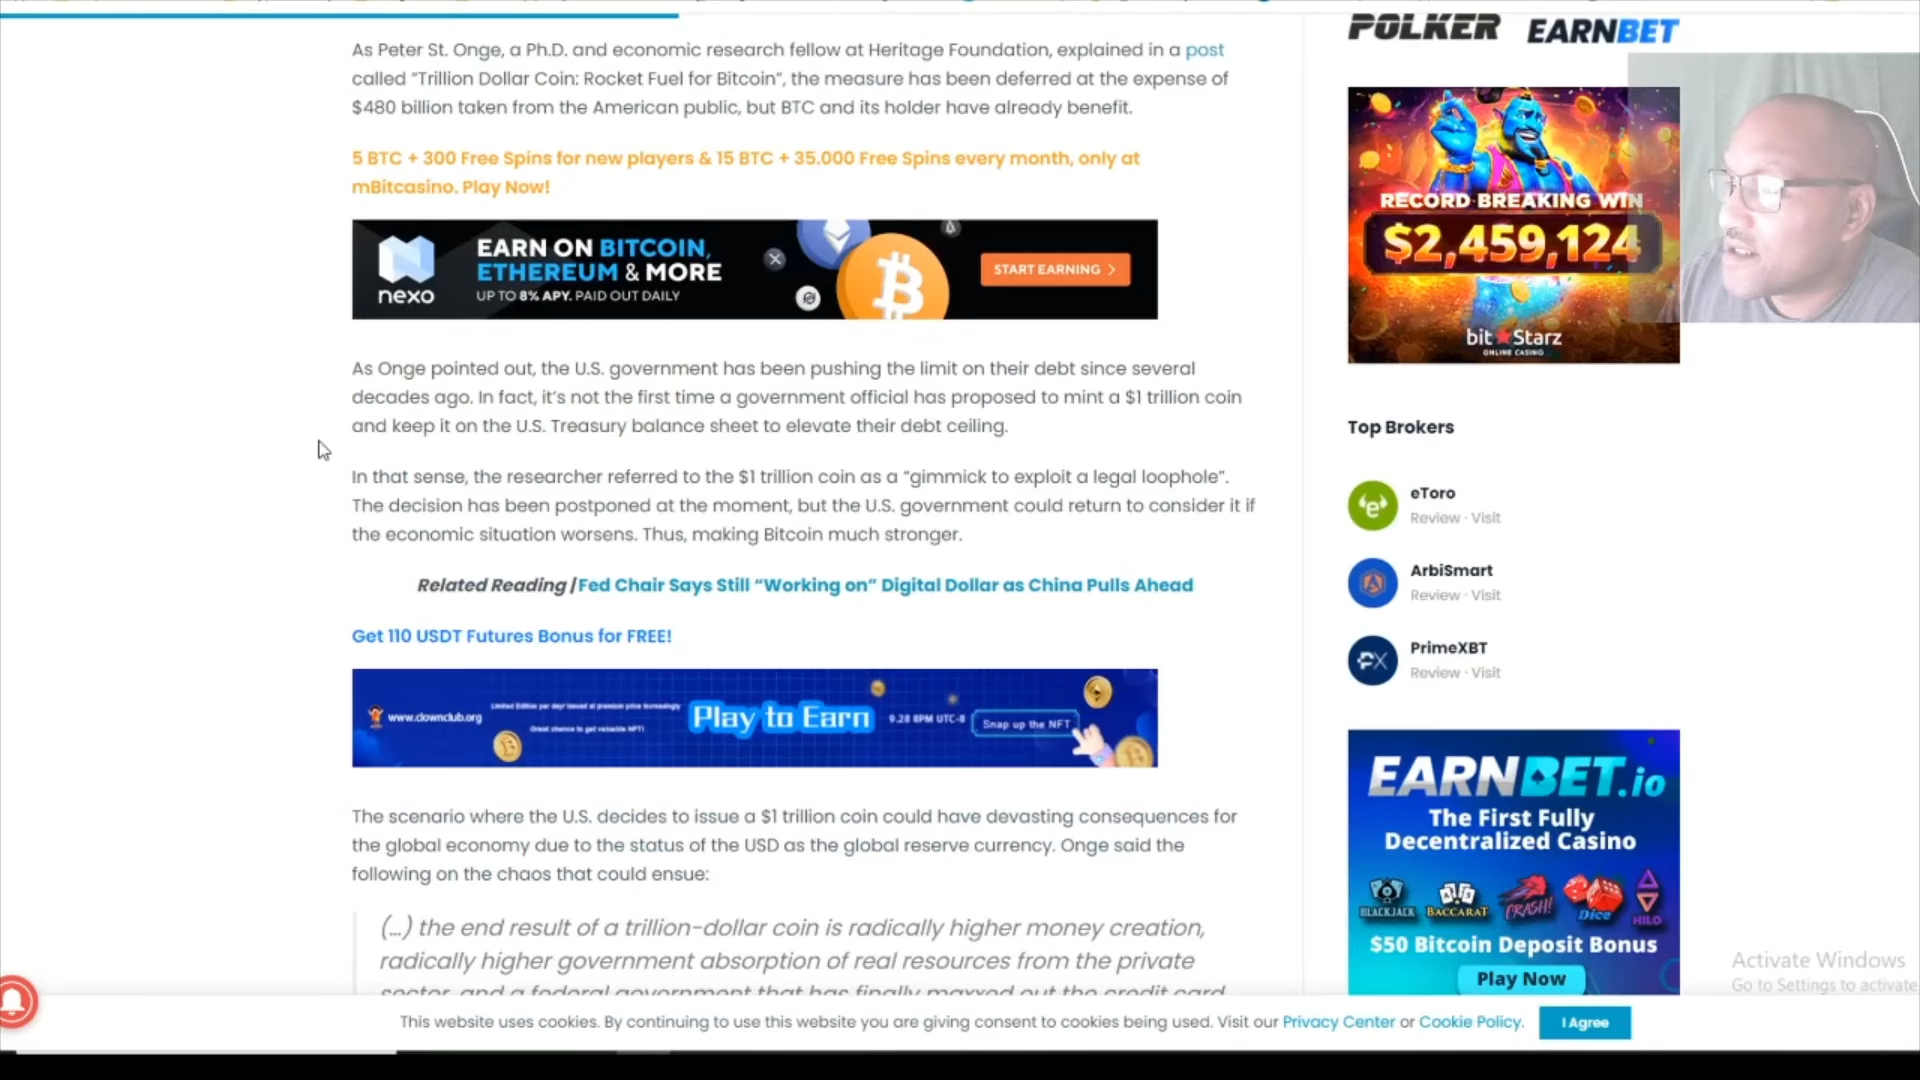 As Peter St. Onge, a Ph.D. and economic research fellow at Heritage Foundation, explained in a post
called “Trillion Dollar Coin: Rocket Fuel for Bitcoin”, the measure has been deferred at the expense of
$480 billion taken from the American public, but BTC and its holder have already benefit.
5 BTC + 300 Free Spins for new players & 15 BTC + 35.000 Free Spins every month, only at
mBitcasino. Play Now!
nexo
EARN ON BITCOIN,
ETHEREUM & MORE
UP TO 8% APY. PAID OUT DAILY
START EARNING >
As Onge pointed out, the U.S. government has been pushing the limit on their debt since several
decades ago. In fact, it’s not the first time a government official has proposed to mint a $1 trillion coin
and keep it on the U.S. Treasury balance sheet to elevate their debt ceiling.
In that sense, the researcher referred to the $1 trillion coin as a “gimmick to exploit a legal loophole”.
The decision has been postponed at the moment, but the U.S. government could return to consider it if
the economic situation worsens. Thus, making Bitcoin much stronger.
Related Reading | Fed Chair Says Still “Working on” Digital Dollar as China Pulls Ahead
Get 110 USDT Futures Bonus for FREE!
www.clownclub.org
Limited Edition per day! Issued at premium price increasingly
Great chance to get valuable NFT!
Play to Earn
9.28 8PM UTC-8
Snap up the NFT
The scenario where the U.S. decides to issue a $1 trillion coin could have devasting consequences for
the global economy due to the status of the USD as the global reserve currency. Onge said the
following on the chaos that could ensue:
(…) the end result of a trillion-dollar coin is radically higher money creation,
radically higher government absorption of real resources from the private
sector, and a federal government that has finally maxxed out the credit card
POLKER EARNBET
RECORD BREAKING WIN
$2,459,124
bitStarz
ONLINE CASINO
Top Brokers
eToro
Review · Visit
ArbiSmart
Review · Visit
PrimeXBT
Review · Visit
EARNBET.io
The First Fully
Decentralized Casino
BLACKJACK BACCARAT CRASH! Dice HILO
$50 Bitcoin Deposit Bonus
Play Now
Activate Windows
Go to Settings to activate
This website uses cookies. By continuing to use this website you are giving consent to cookies being used. Visit our Privacy Center or Cookie Policy.
I Agree